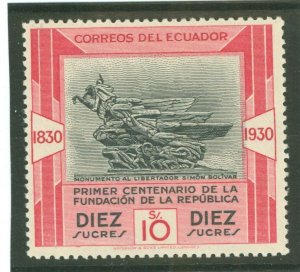 CORREOS DEL ECUADOR
1830 1930
MONUMENTO AL LIBERTADOR SIMÓN BOLÍVAR
PRIMER CENTENARIO DE LA
FUNDACIÓN DE LA REPÚBLICA
DIEZ S/. DIEZ
SUCRES 10 SUCRES